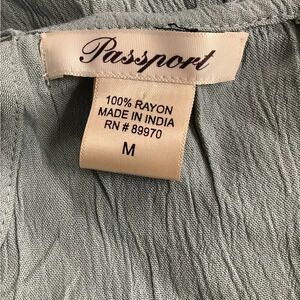 Passport
100% RAYON
MADE IN INDIA
RN # 89970
M